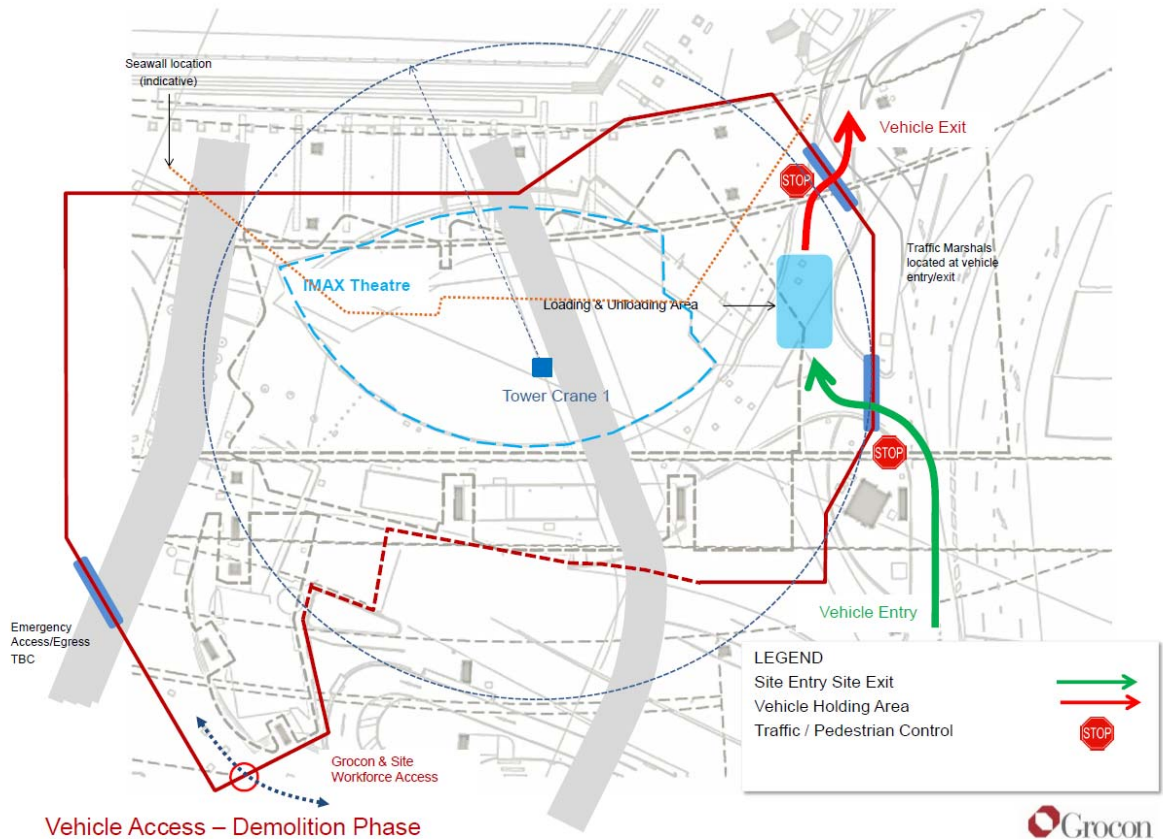 Seawall location
(indicative)
Vehicle Exit
STOP
Traffic Marshals
located at vehicle
entry/exit
IMAX Theatre
Loading & Unloading Area
Tower Crane 1
STOP
Vehicle Entry
Emergency
Access/Egress
TBC
Grocon & Site
Workforce Access
LEGEND
Site Entry Site Exit
Vehicle Holding Area
Traffic / Pedestrian Control
STOP
Vehicle Access – Demolition Phase
Grocon